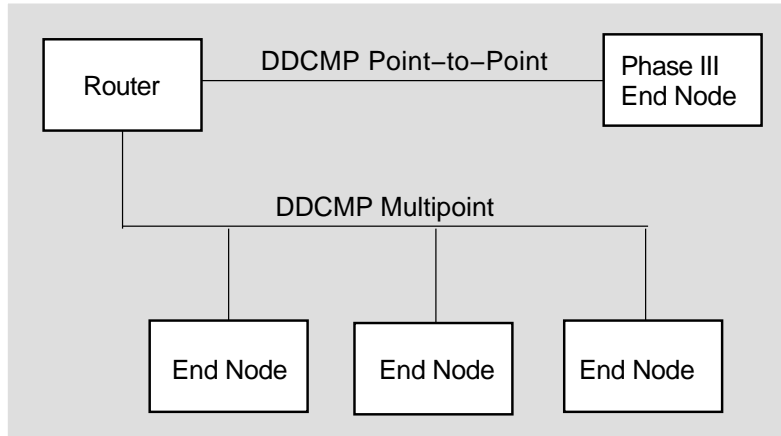 DDCMP Point−to−Point
Router
Phase III
End Node
DDCMP Multipoint
End Node
End Node
End Node